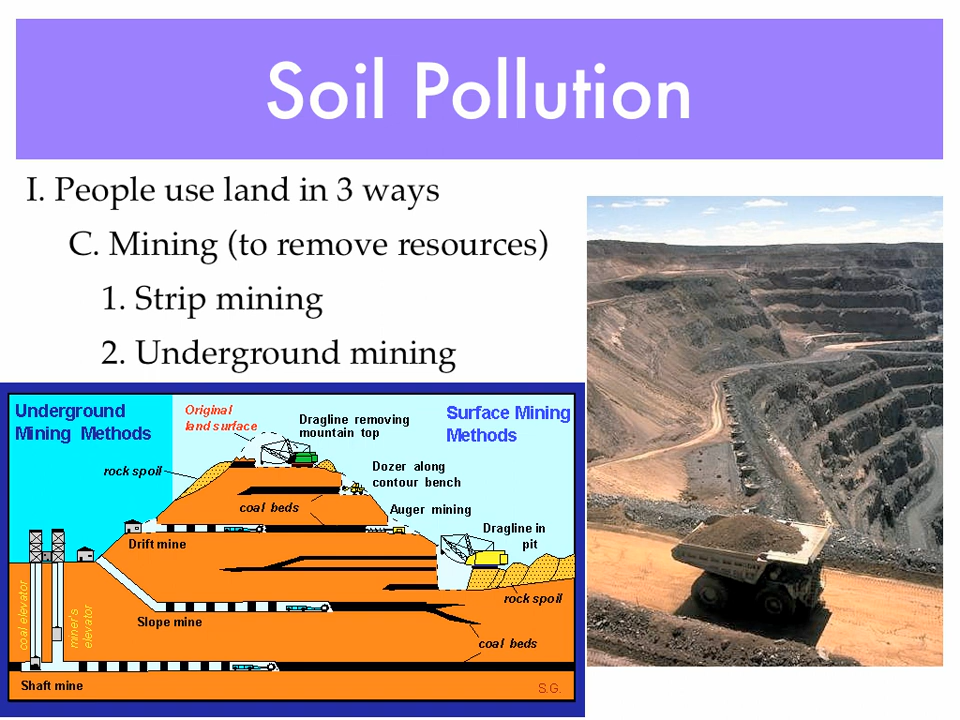 Soil Pollution
I. People use land in 3 ways
C. Mining (to remove resources)
1. Strip mining
2. Underground mining
Underground
Mining Methods
Original
land surface
Dragline removing
mountain top
Surface Mining
Methods
rock spoil
Dozer along
contour bench
coal beds
Auger mining
Dragline in
pit
Drift mine
coal elevator
miner's
elevator
rock spoil
Slope mine
coal beds
Shaft mine
S.G.